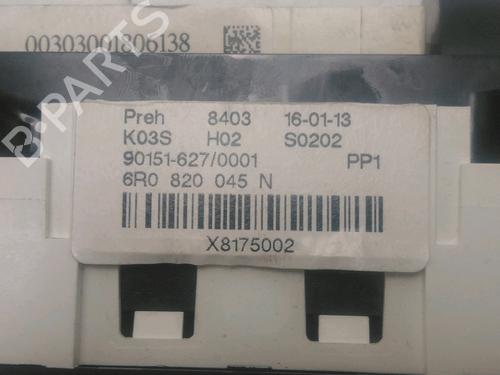 00303001806138
Preh 8403 16-01-13
K03S H02 S0202
90151-627/0001 PP1
6R0 820 045 N
X8175002
B-PARTS